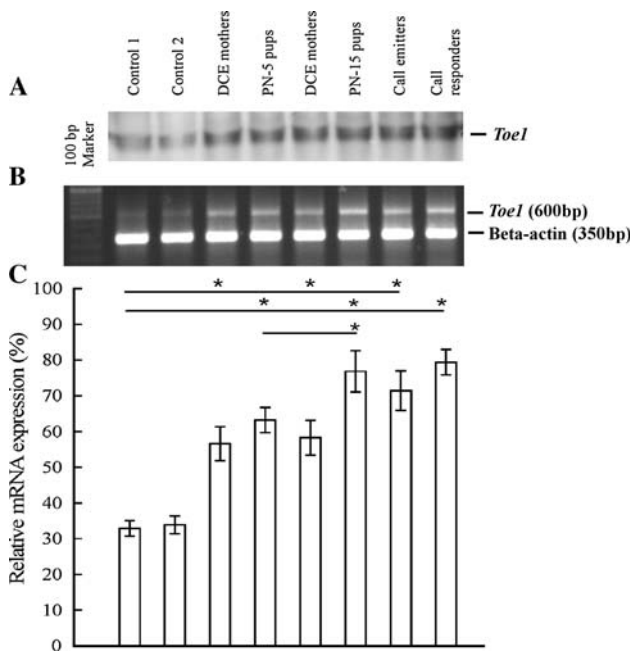 Control 1
Control 2
DCE mothers
PN-5 pups
DCE mothers
PN-15 pups
Call emitters
Call
responders
A
Toe1
100 bp
Marker
B
Toe1 (600bp)
Beta-actin (350bp)
C
* * *
* * *
*
Relative mRNA expression (%)
100
90
80
70
60
50
40
30
20
10
0